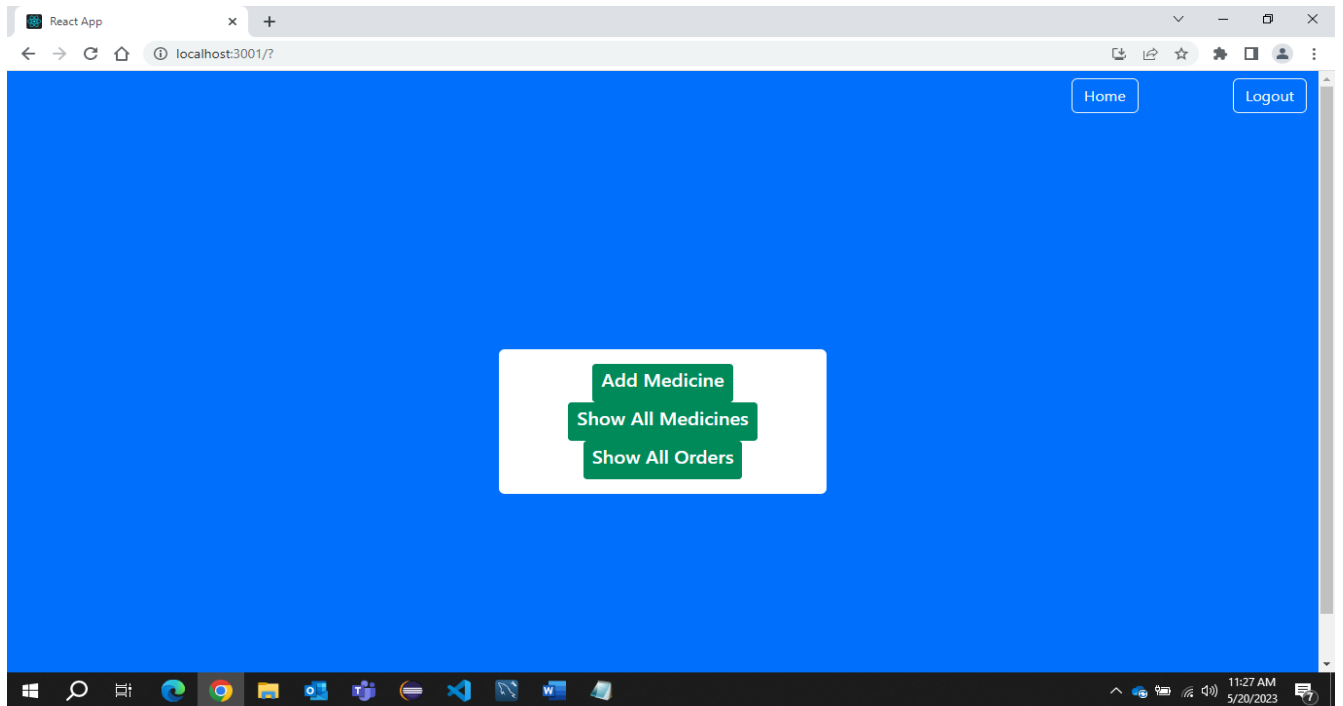 React App
localhost:3001/?
Home
Logout
Add Medicine
Show All Medicines
Show All Orders
11:27 AM
5/20/2023
7